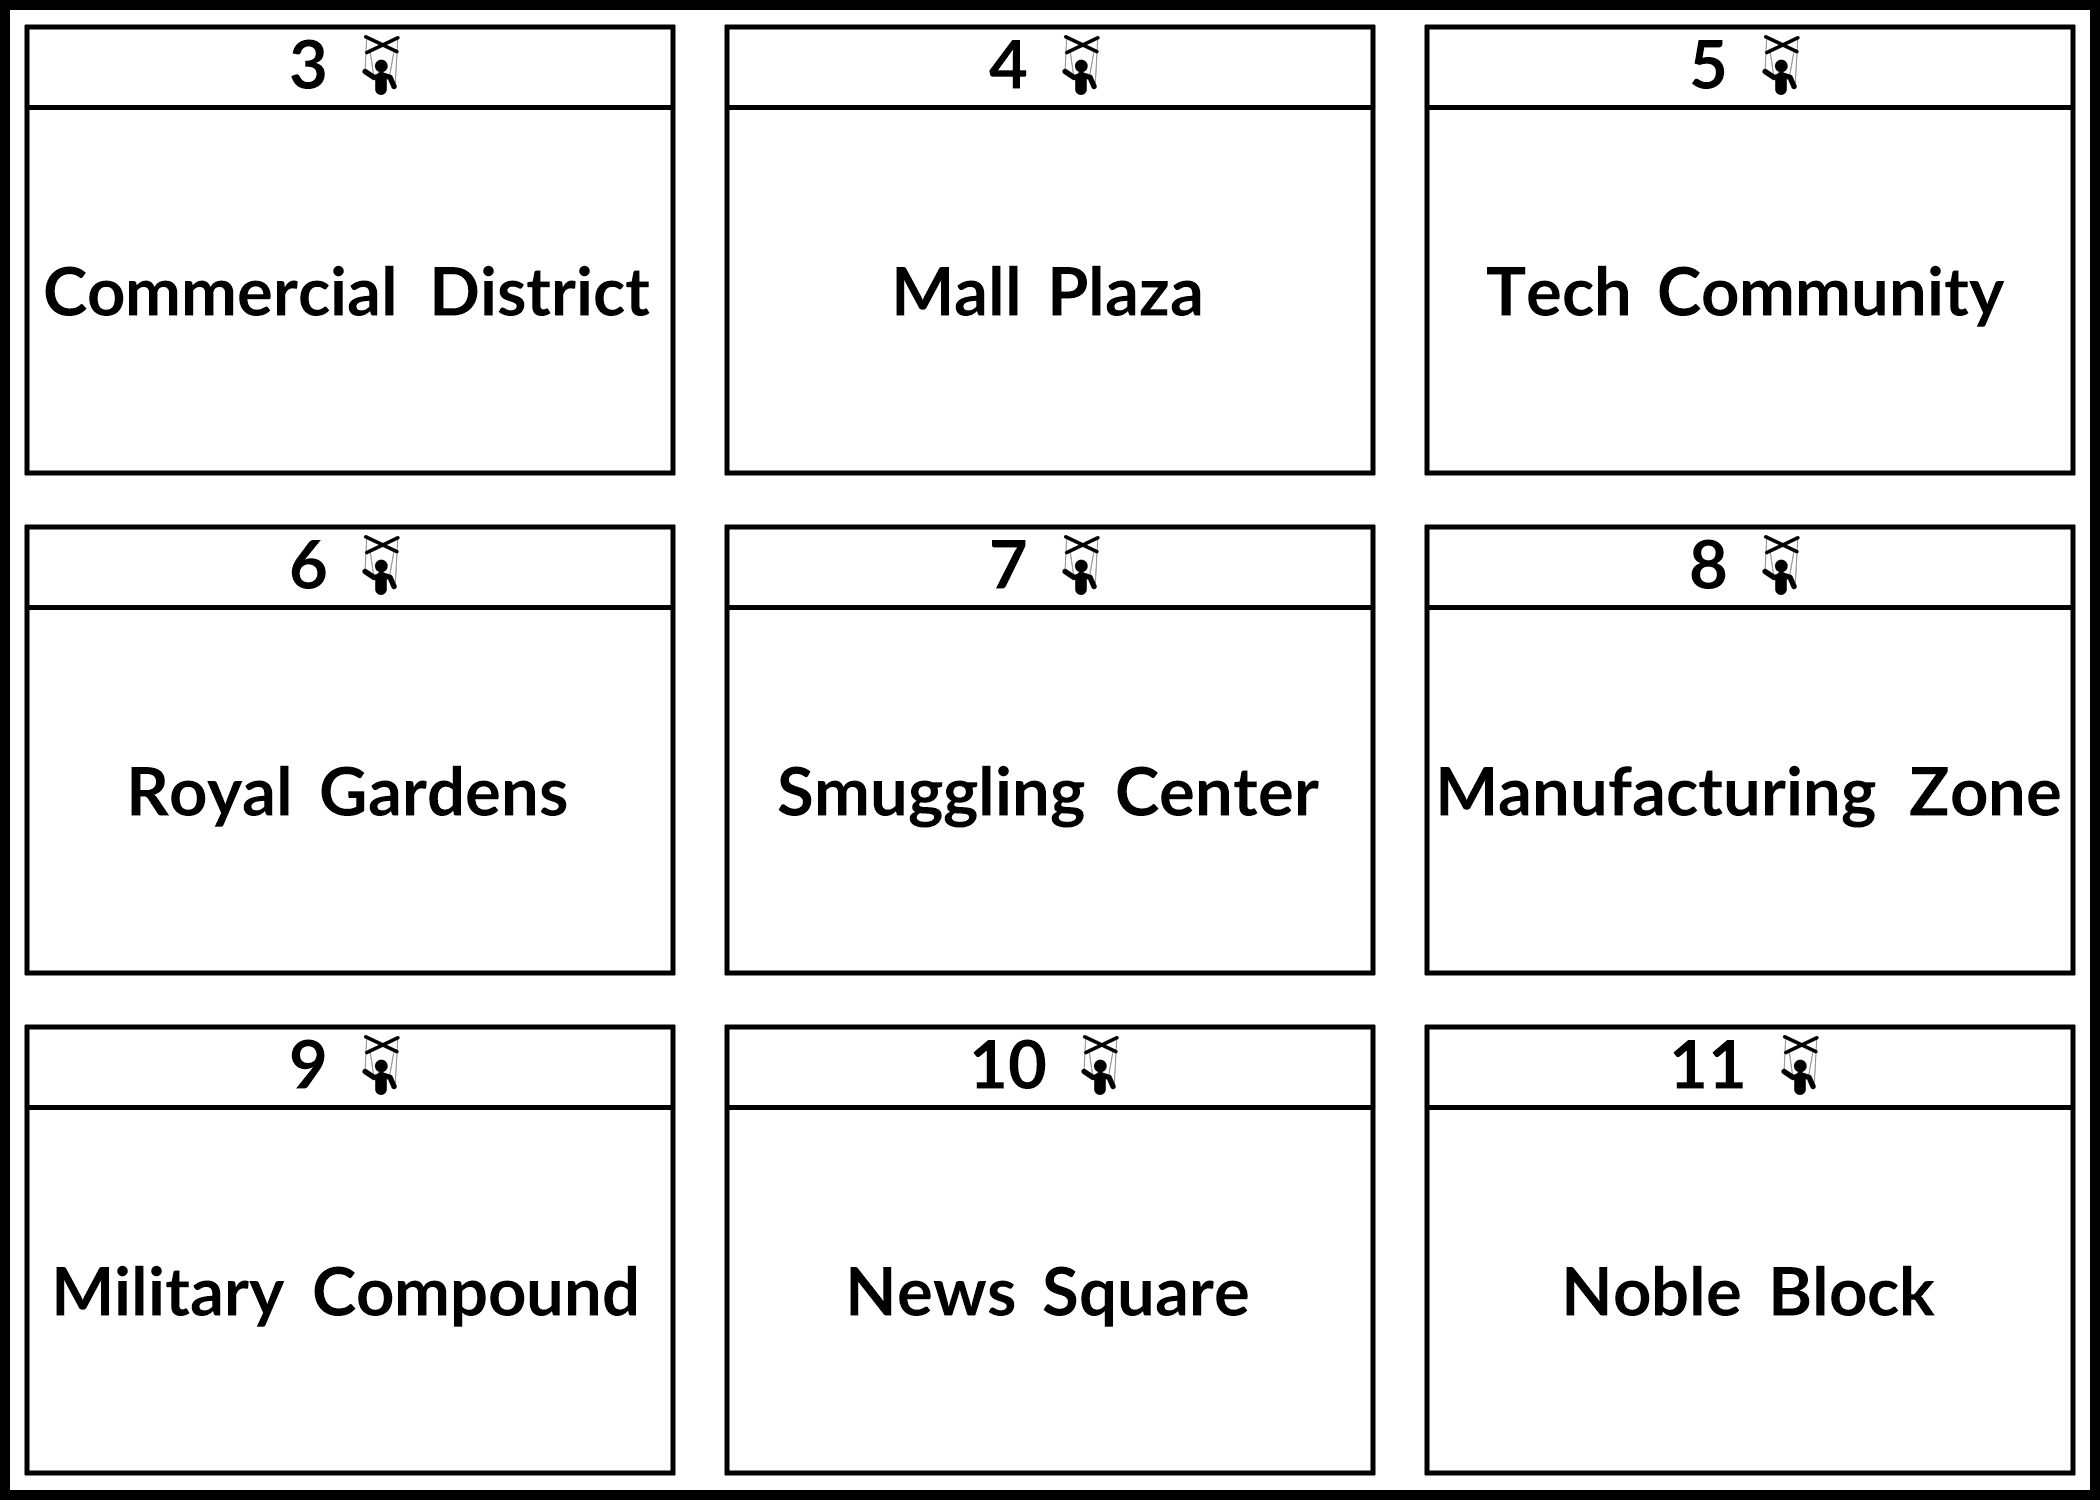 3
Commercial District
4
Mall Plaza
5
Tech Community
6
Royal Gardens
7
Smuggling Center
8
Manufacturing Zone
9
Military Compound
10
News Square
11
Noble Block